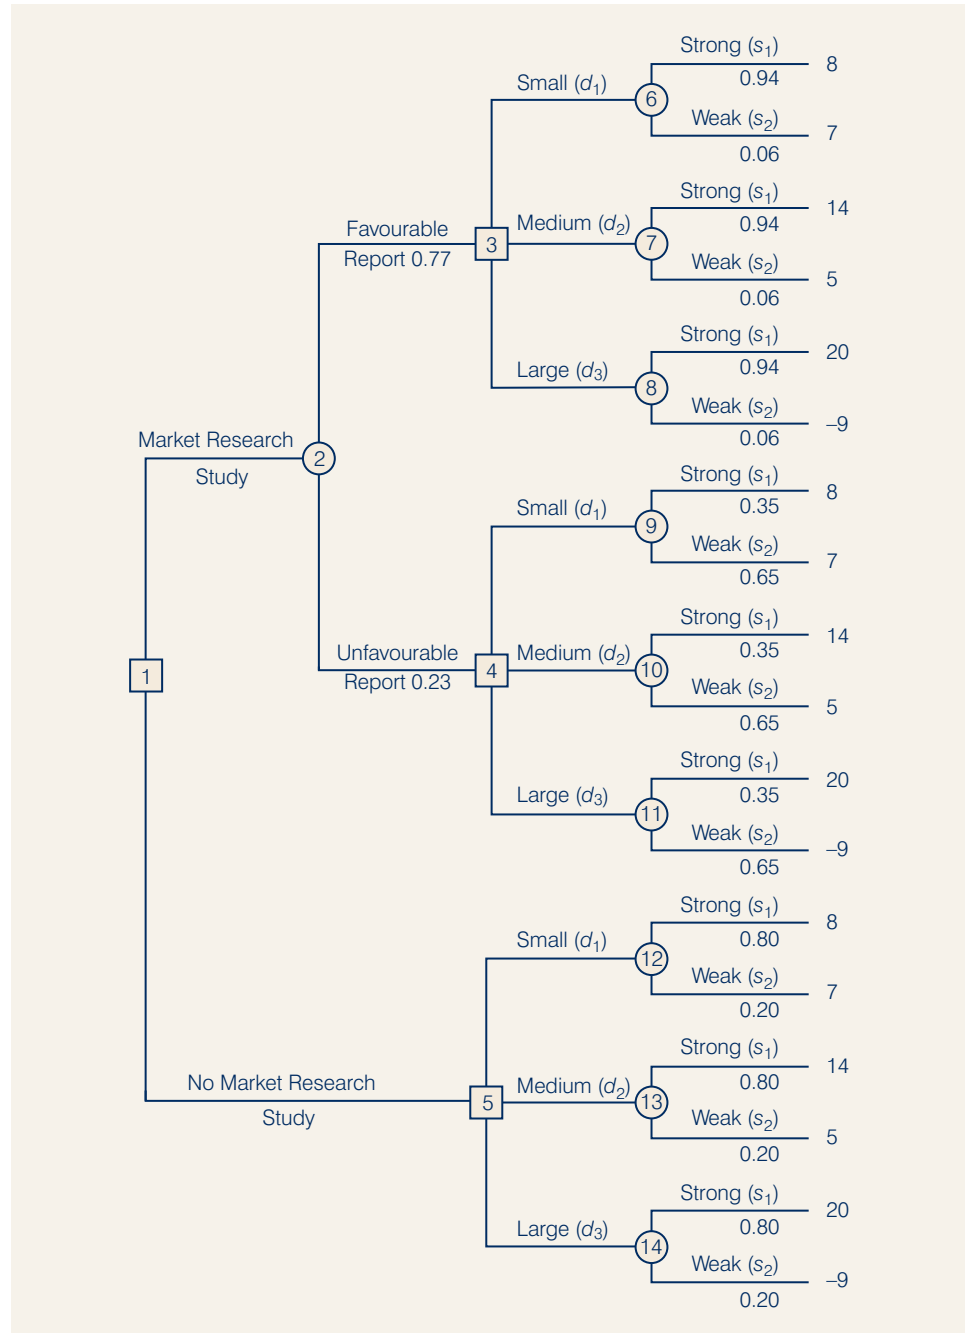 Strong (s₁)
8
0.94
Small (d₁)
6
Weak (s₂)
7
0.06
Strong (s₁)
14
0.94
Favourable
Report 0.77
3
Medium (d₂)
7
Weak (s₂)
5
0.06
Strong (s₁)
20
0.94
Large (d₃)
8
Weak (s₂)
–9
0.06
Market Research
Study
2
Strong (s₁)
8
0.35
Small (d₁)
9
Weak (s₂)
7
0.65
Strong (s₁)
14
0.35
1
Unfavourable
Report 0.23
4
Medium (d₂)
10
Weak (s₂)
5
0.65
Strong (s₁)
20
0.35
Large (d₃)
11
Weak (s₂)
–9
0.65
Strong (s₁)
8
0.80
Small (d₁)
12
Weak (s₂)
7
0.20
Strong (s₁)
14
0.80
No Market Research
Study
5
Medium (d₂)
13
Weak (s₂)
5
0.20
Strong (s₁)
20
0.80
Large (d₃)
14
Weak (s₂)
–9
0.20